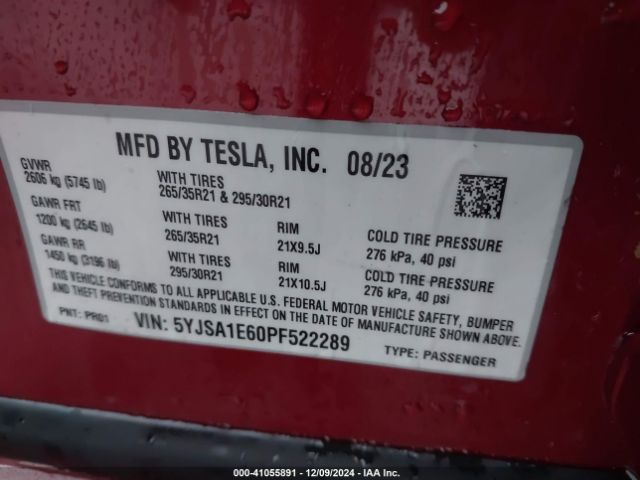 MFD BY TESLA, INC. 08/23
GVWR
2606 kg (5745 lb)
WITH TIRES
265/35R21 & 295/30R21
GAWR FRT
1200 kg (2645 lb)
WITH TIRES
265/35R21
RIM
21X9.5J
COLD TIRE PRESSURE
276 kPa, 40 psi
GAWR RR
1450 kg (3196 lb)
WITH TIRES
295/30R21
RIM
21X10.5J
COLD TIRE PRESSURE
276 kPa, 40 psi
THIS VEHICLE CONFORMS TO ALL APPLICABLE U.S. FEDERAL MOTOR VEHICLE SAFETY, BUMPER
AND THEFT PREVENTION STANDARDS IN EFFECT ON THE DATE OF MANUFACTURE SHOWN ABOVE.
PNT: PR01 VIN: 5YJSA1E60PF522289 TYPE: PASSENGER
000-41055891 - 12/09/2024 - IAA Inc.